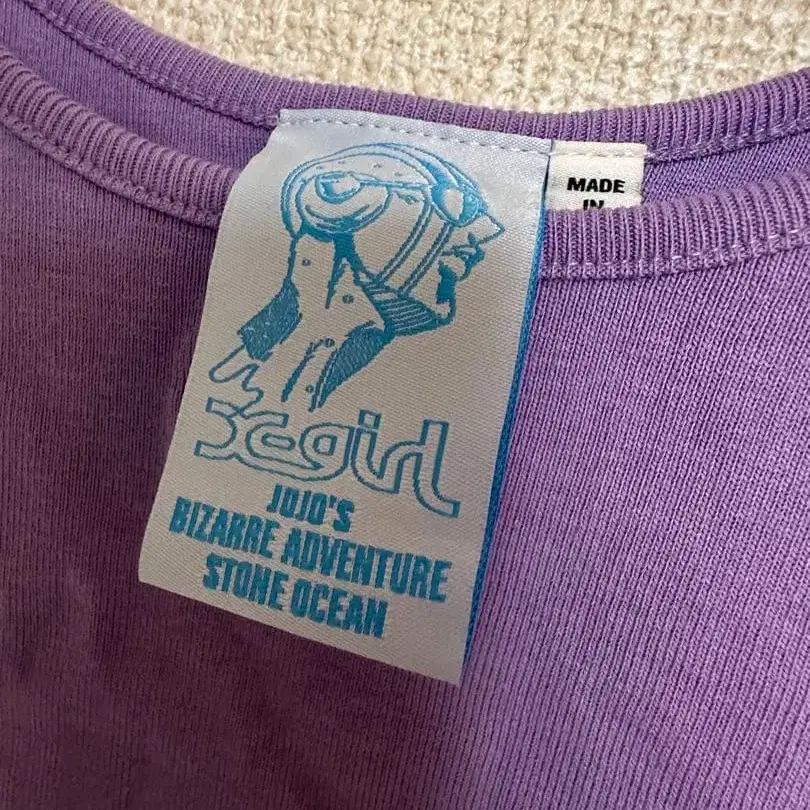 X-girl
JOJO'S
BIZARRE ADVENTURE
STONE OCEAN
MADE
IN